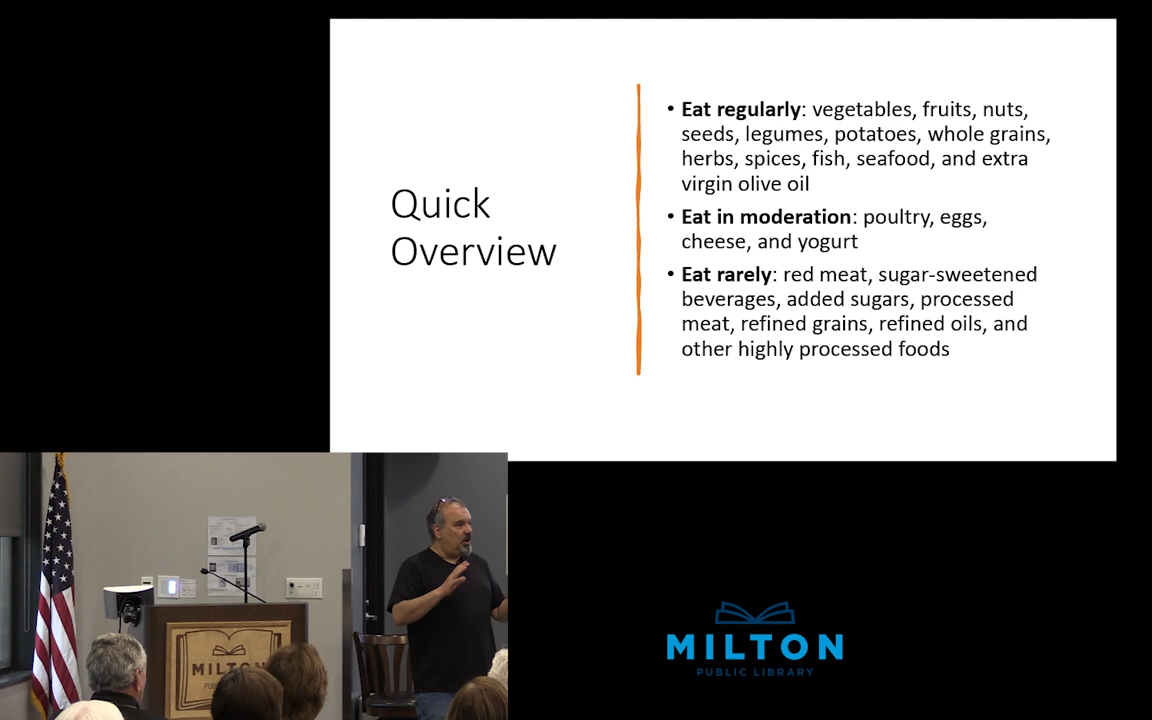 Quick
Overview
• Eat regularly: vegetables, fruits, nuts,
seeds, legumes, potatoes, whole grains,
herbs, spices, fish, seafood, and extra
virgin olive oil
• Eat in moderation: poultry, eggs,
cheese, and yogurt
• Eat rarely: red meat, sugar-sweetened
beverages, added sugars, processed
meat, refined grains, refined oils, and
other highly processed foods
MILTON
MILTON
PUBLIC LIBRARY